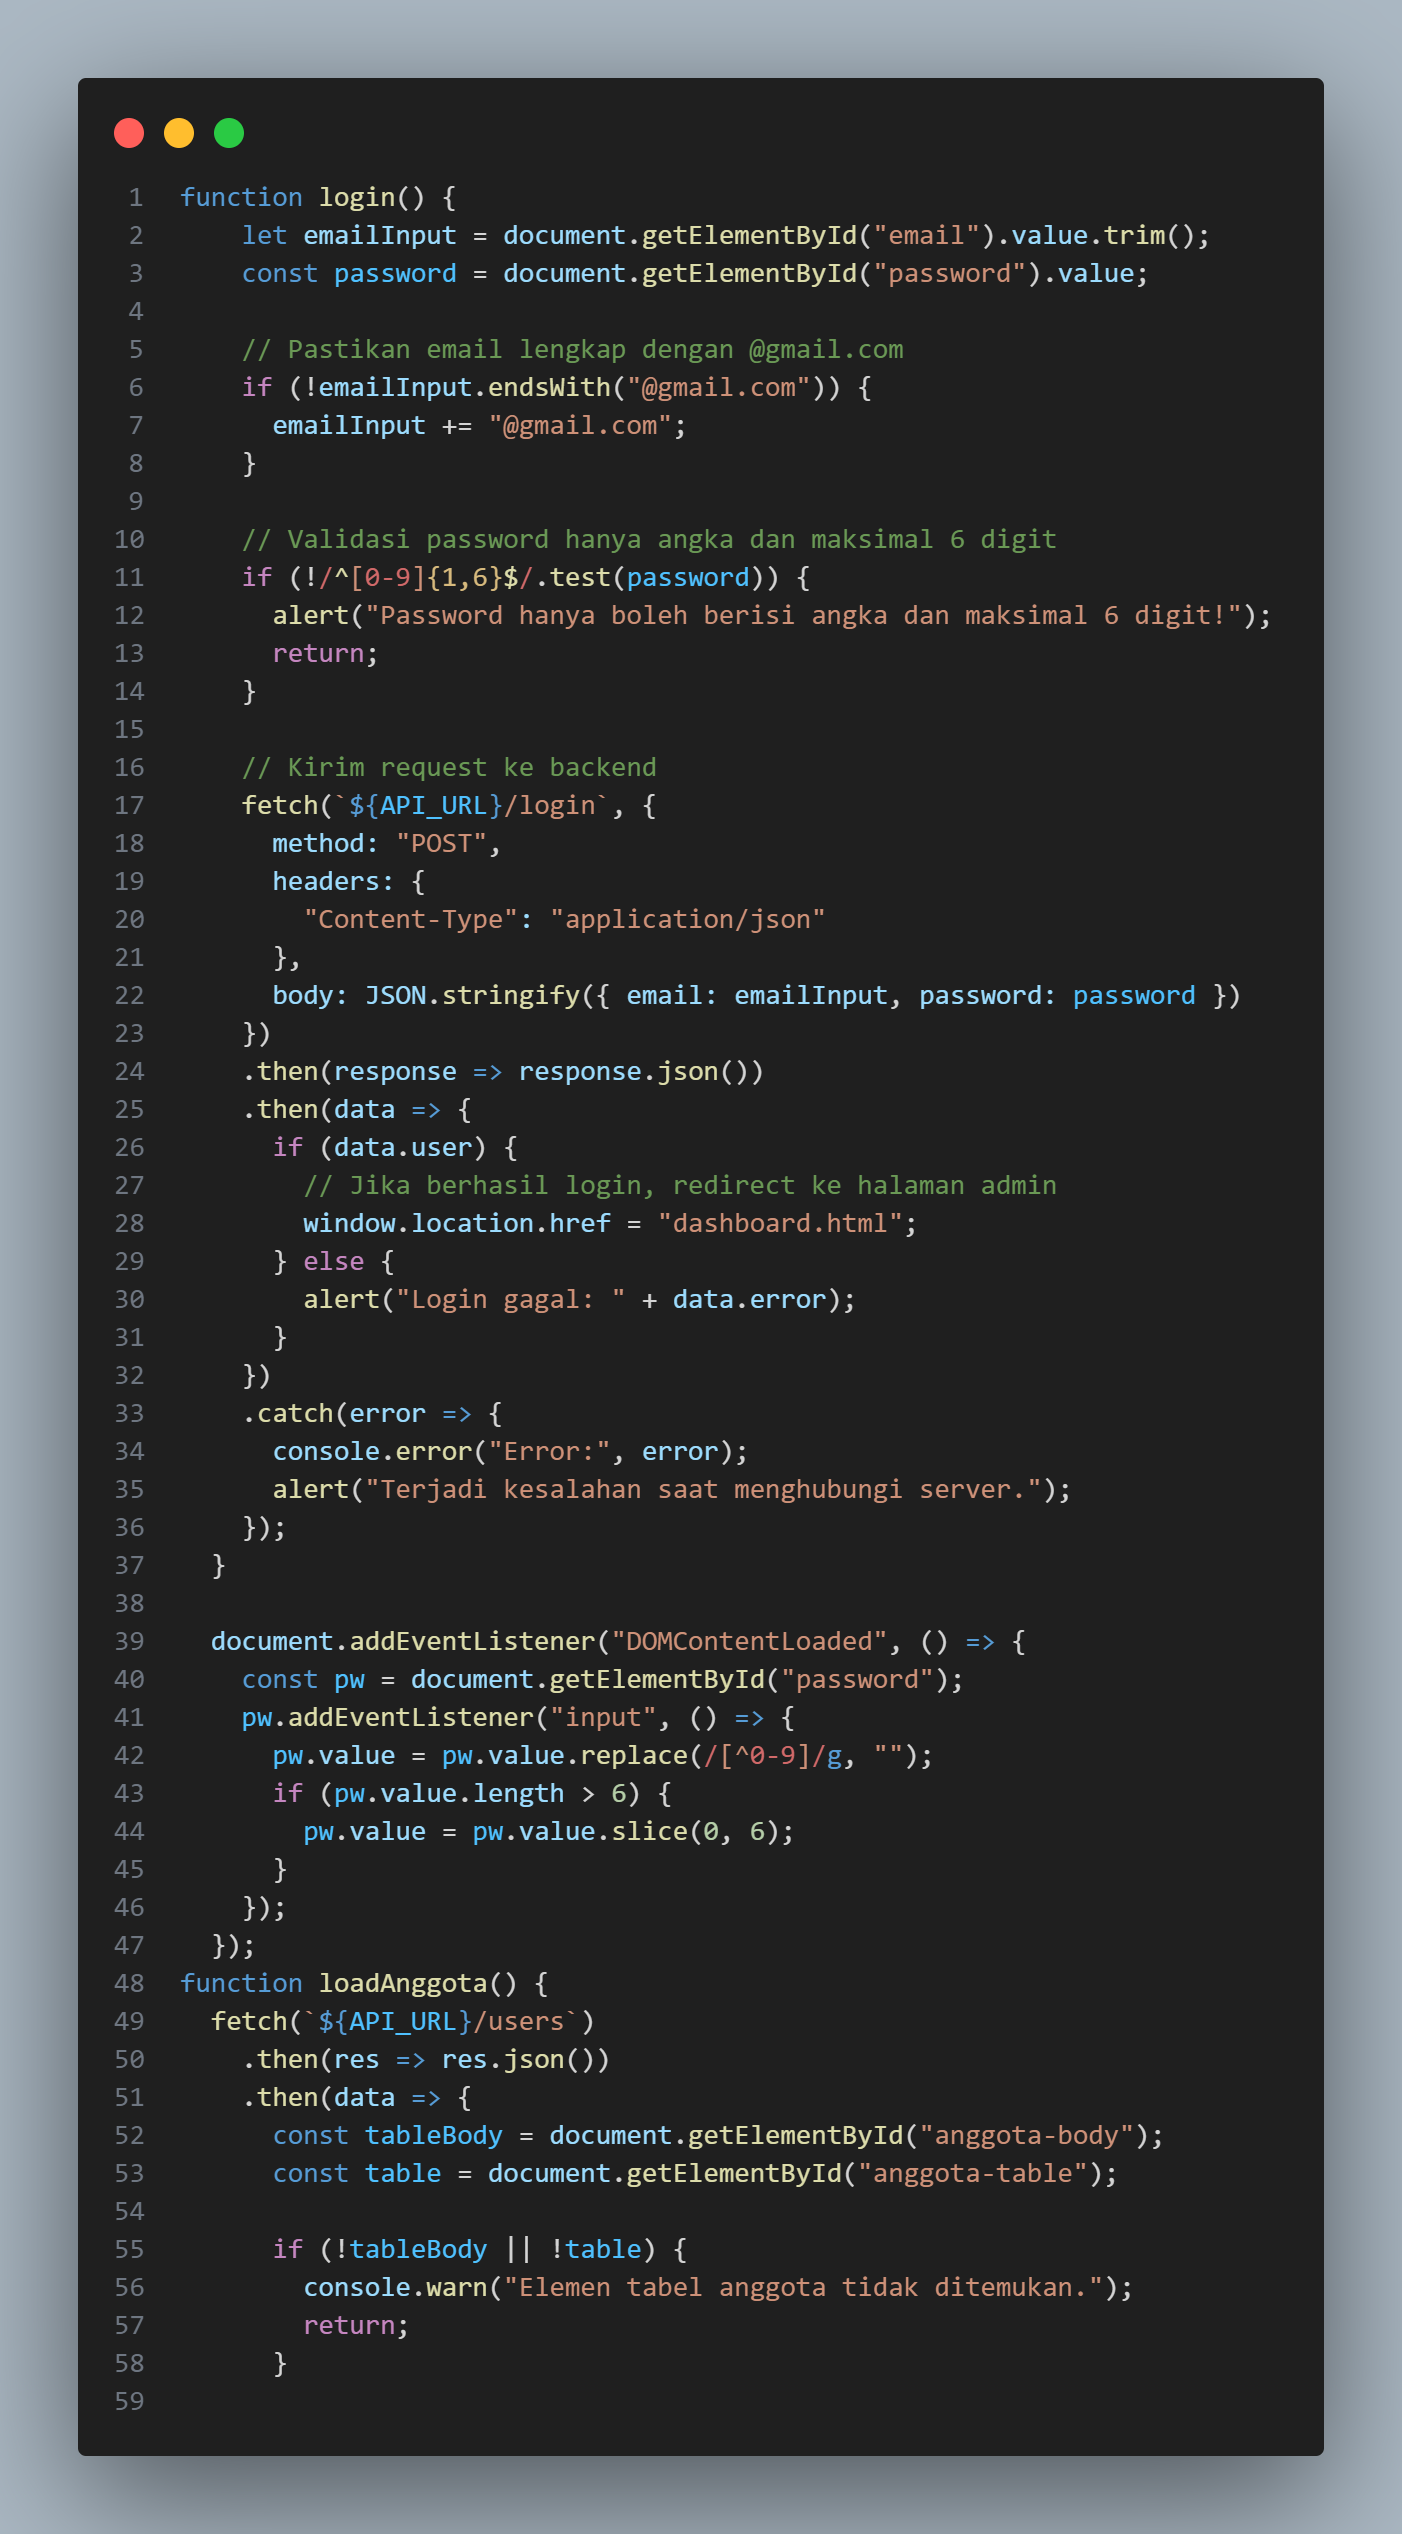 1 function login() {
2     let emailInput = document.getElementById("email").value.trim();
3     const password = document.getElementById("password").value;
4
5     // Pastikan email lengkap dengan @gmail.com
6     if (!emailInput.endsWith("@gmail.com")) {
7       emailInput += "@gmail.com";
8     }
9
10     // Validasi password hanya angka dan maksimal 6 digit
11     if (!/^[0-9]{1,6}$/.test(password)) {
12       alert("Password hanya boleh berisi angka dan maksimal 6 digit!");
13       return;
14     }
15
16     // Kirim request ke backend
17     fetch(`${API_URL}/login`, {
18       method: "POST",
19       headers: {
20         "Content-Type": "application/json"
21       },
22       body: JSON.stringify({ email: emailInput, password: password })
23     })
24     .then(response => response.json())
25     .then(data => {
26       if (data.user) {
27         // Jika berhasil login, redirect ke halaman admin
28         window.location.href = "dashboard.html";
29       } else {
30         alert("Login gagal: " + data.error);
31       }
32     })
33     .catch(error => {
34       console.error("Error:", error);
35       alert("Terjadi kesalahan saat menghubungi server.");
36     });
37   }
38
39   document.addEventListener("DOMContentLoaded", () => {
40     const pw = document.getElementById("password");
41     pw.addEventListener("input", () => {
42       pw.value = pw.value.replace(/[^0-9]/g, "");
43       if (pw.value.length > 6) {
44         pw.value = pw.value.slice(0, 6);
45       }
46     });
47   });
48 function loadAnggota() {
49   fetch(`${API_URL}/users`)
50     .then(res => res.json())
51     .then(data => {
52       const tableBody = document.getElementById("anggota-body");
53       const table = document.getElementById("anggota-table");
54
55       if (!tableBody || !table) {
56         console.warn("Elemen tabel anggota tidak ditemukan.");
57         return;
58       }
59